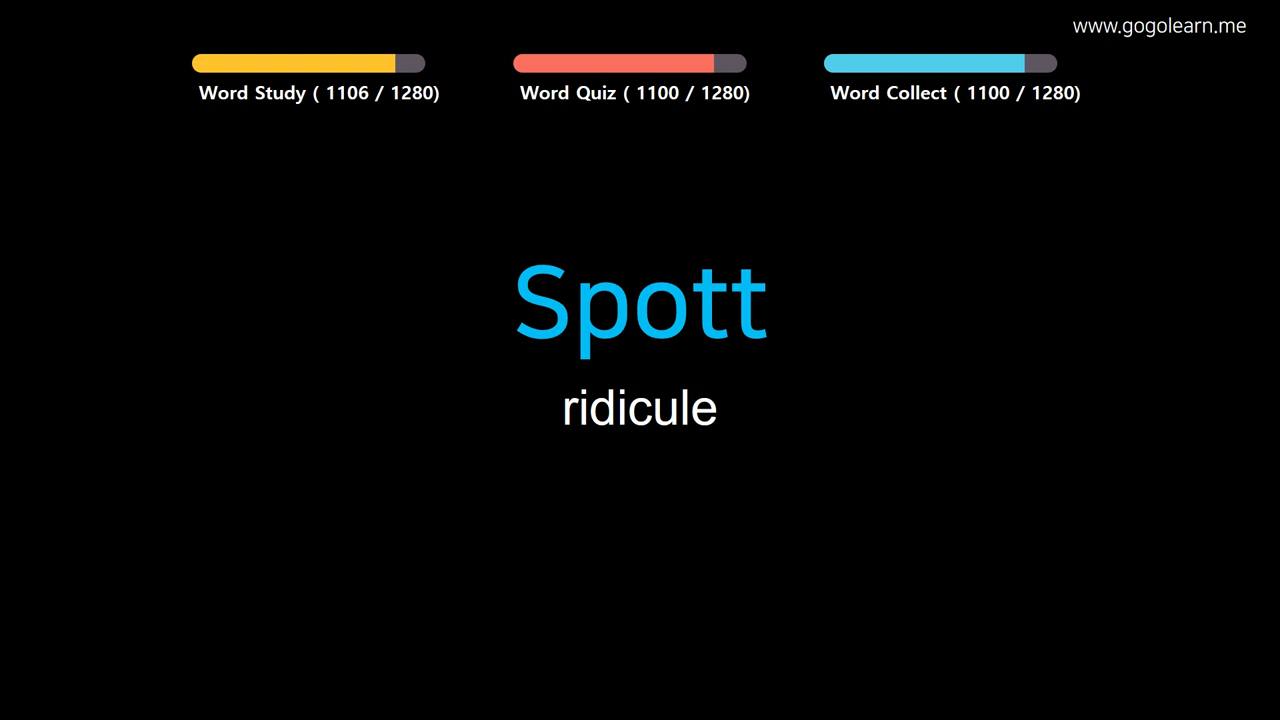 www.gogolearn.me
Word Study ( 1106 / 1280)
Word Quiz ( 1100 / 1280)
Word Collect ( 1100 / 1280)
Spott
ridicule